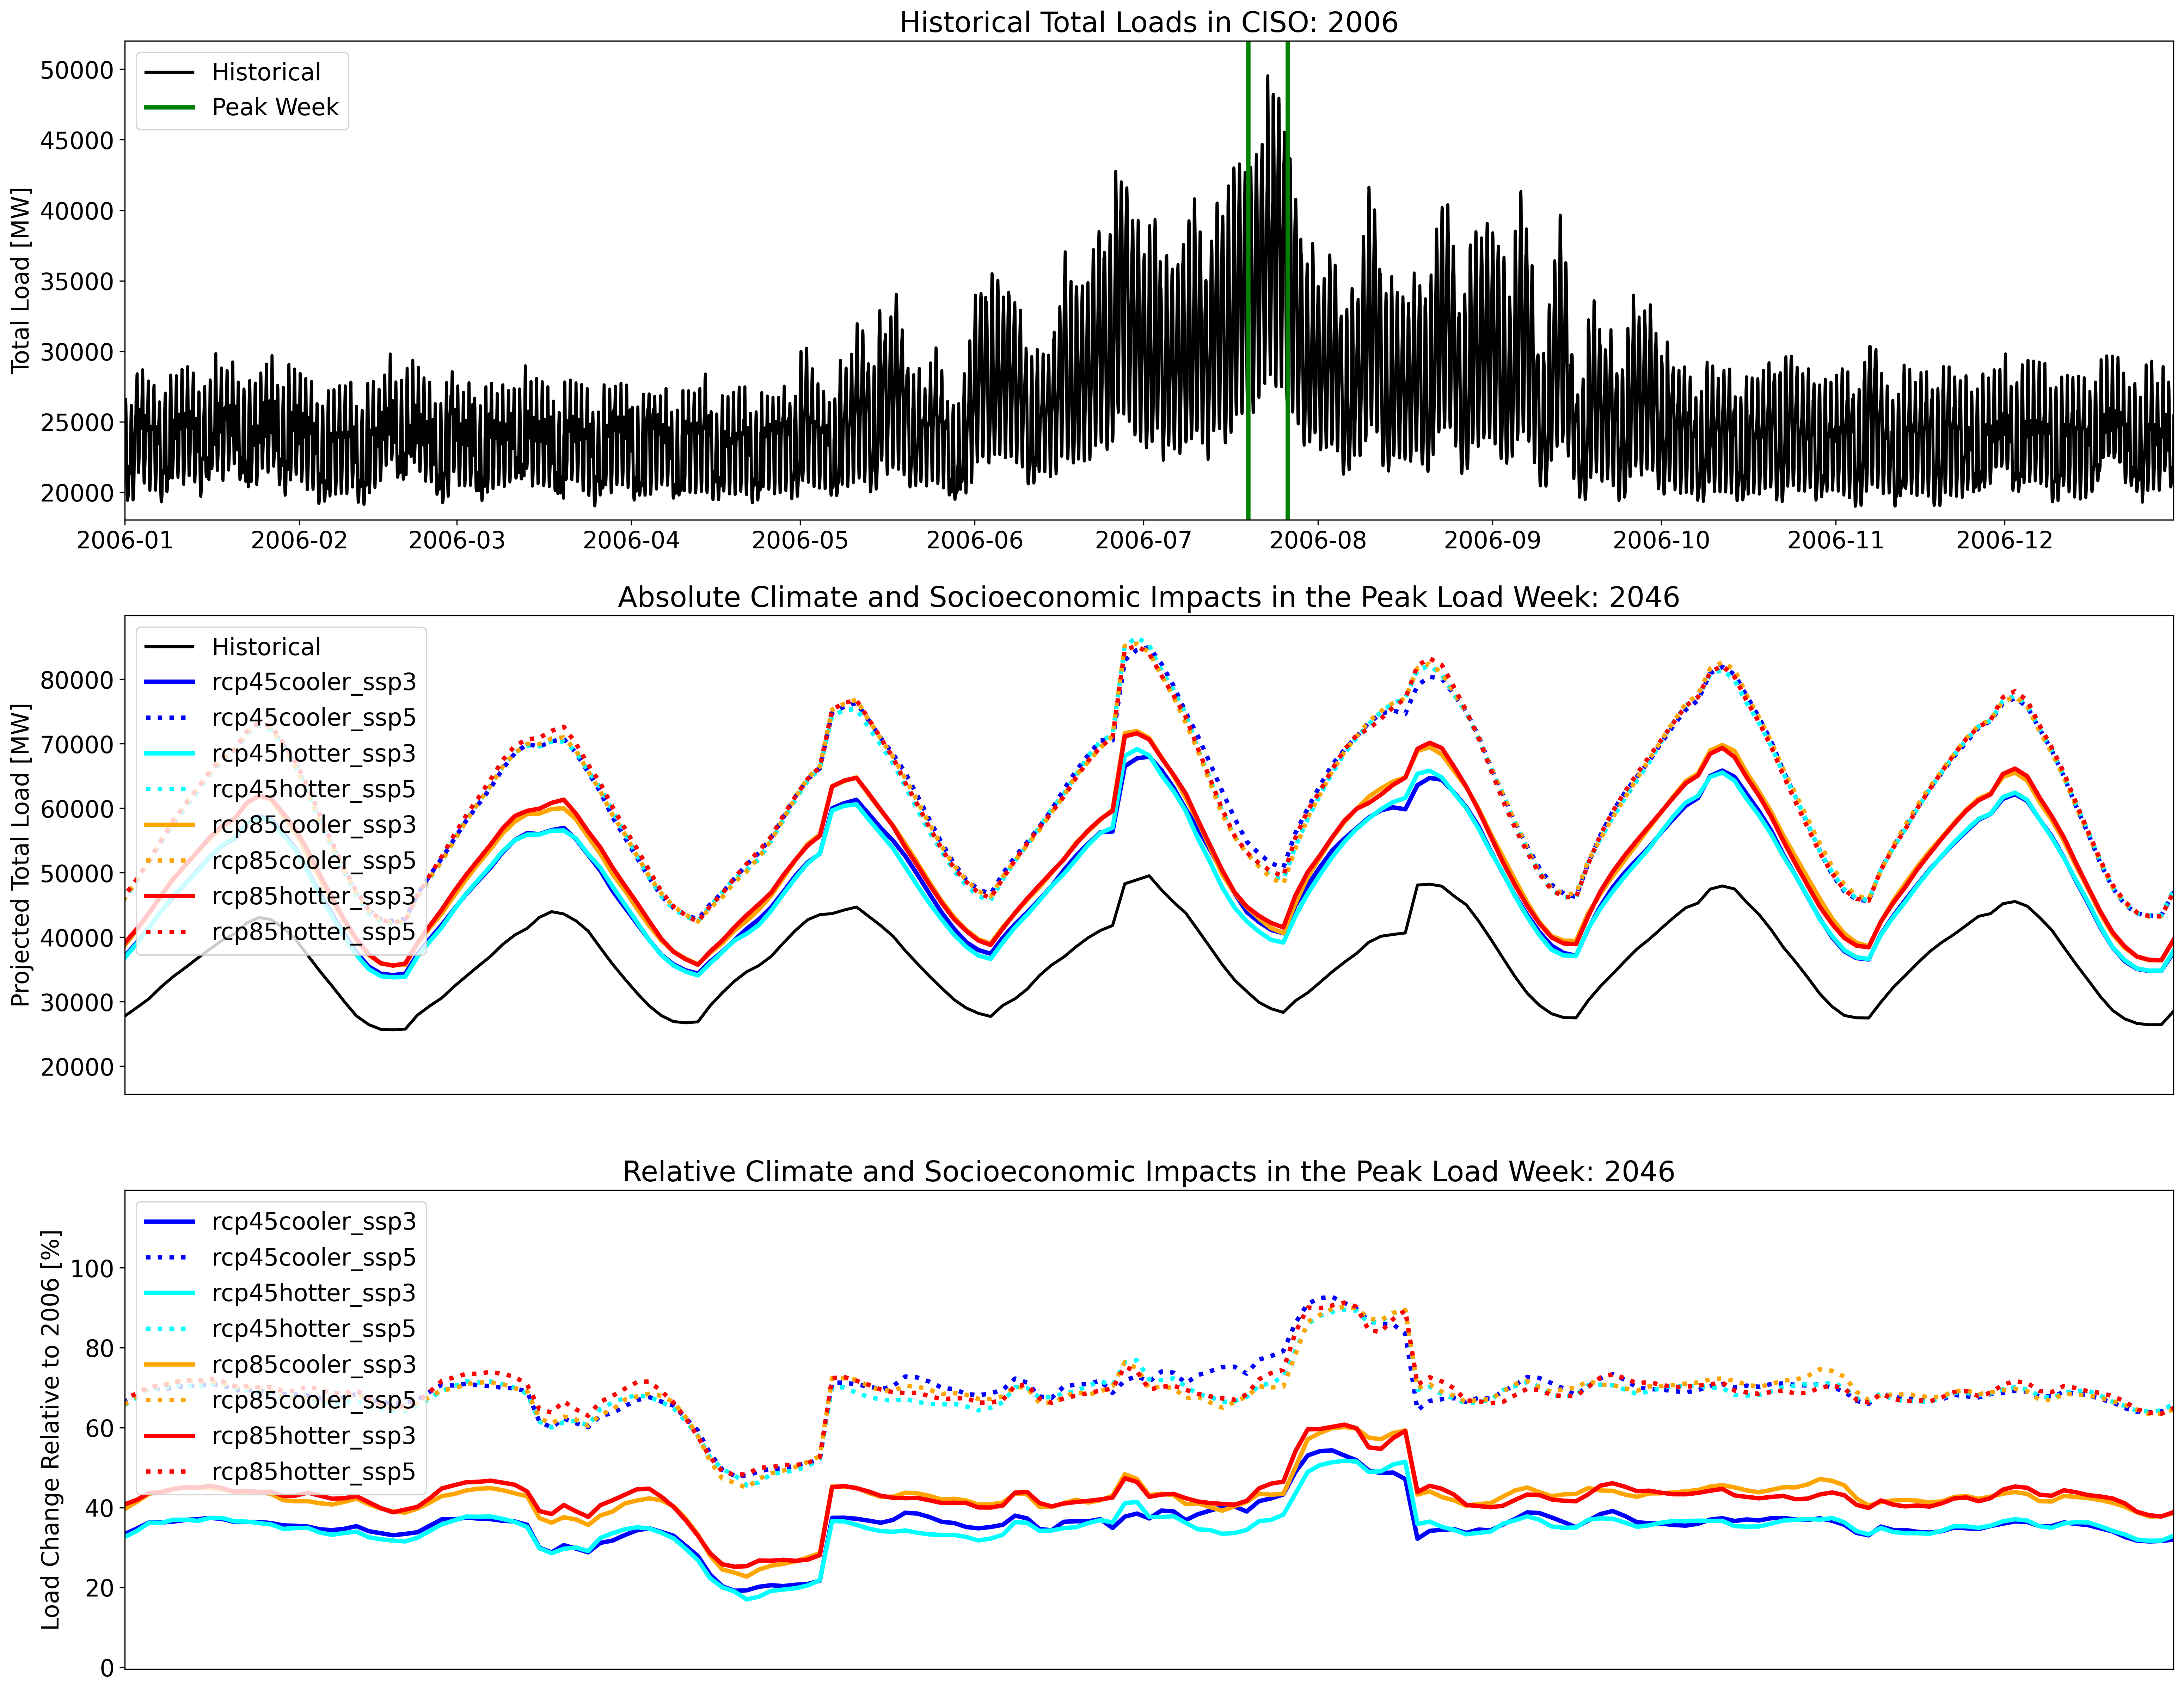 Historical Total Loads in CISO: 2006
Total Load [MW]
50000
45000
40000
35000
30000
25000
20000
Historical
Peak Week
2006-01 2006-02 2006-03 2006-04 2006-05 2006-06 2006-07 2006-08 2006-09 2006-10 2006-11 2006-12
Absolute Climate and Socioeconomic Impacts in the Peak Load Week: 2046
Projected Total Load [MW]
80000
70000
60000
50000
40000
30000
20000
Historical
rcp45cooler_ssp3
rcp45cooler_ssp5
rcp45hotter_ssp3
rcp45hotter_ssp5
rcp85cooler_ssp3
rcp85cooler_ssp5
rcp85hotter_ssp3
rcp85hotter_ssp5
Relative Climate and Socioeconomic Impacts in the Peak Load Week: 2046
Load Change Relative to 2006 [%]
100
80
60
40
20
0
rcp45cooler_ssp3
rcp45cooler_ssp5
rcp45hotter_ssp3
rcp45hotter_ssp5
rcp85cooler_ssp3
rcp85cooler_ssp5
rcp85hotter_ssp3
rcp85hotter_ssp5